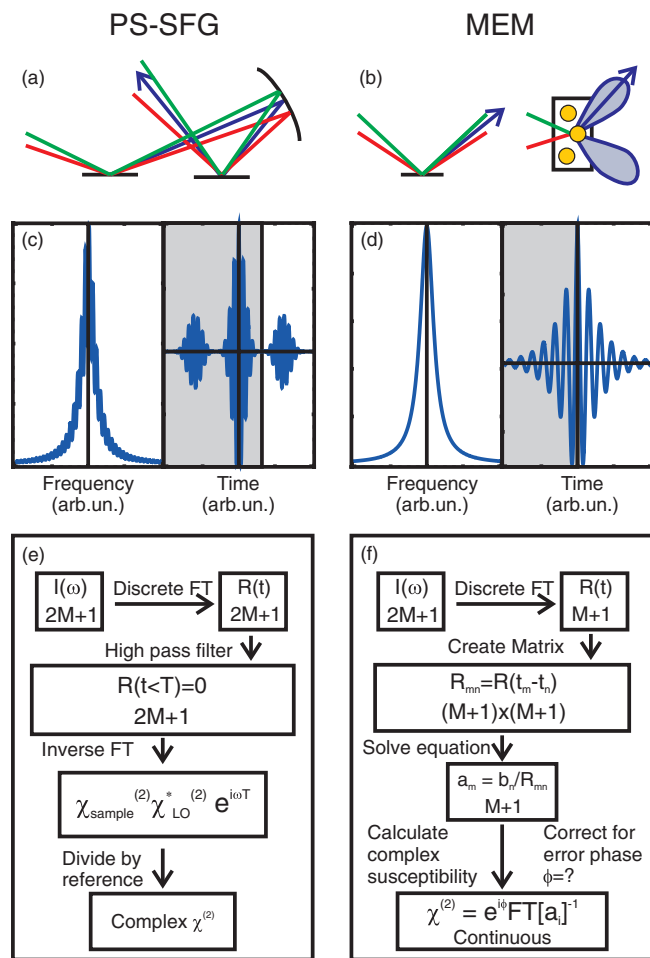 PS-SFG
MEM
(a)
(b)
(c)
(d)
Frequency
(arb.un.)
Time
(arb.un.)
Frequency
(arb.un.)
Time
(arb.un.)
(e)
I(ω)
2M+1
Discrete FT
R(t)
2M+1
High pass filter
R(t<T)=0
2M+1
Inverse FT
χsample⁽²⁾χ*LO⁽²⁾ e^iωT
Divide by
reference
Complex χ⁽²⁾
(f)
I(ω)
2M+1
Discrete FT
R(t)
M+1
Create Matrix
Rmn=R(tm-tn)
(M+1)x(M+1)
Solve equation
am = bn/Rmn
M+1
Calculate
complex
susceptibility
Correct for
error phase
ϕ=?
χ⁽²⁾ = e^iϕFT[ai]⁻¹
Continuous